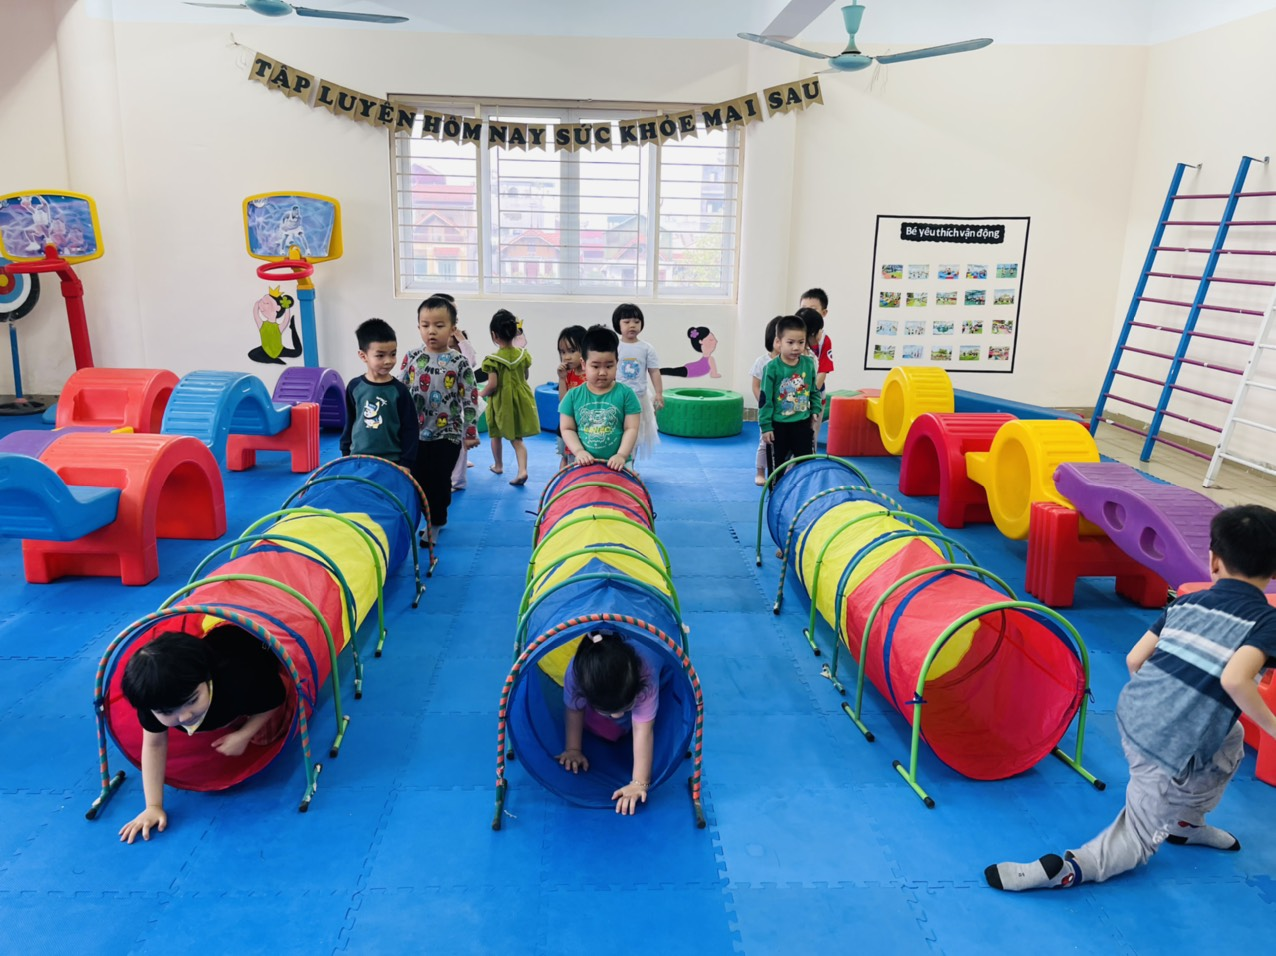 TẬP LUYỆN HÔM NAY SỨC KHỎE MAI SAU
Bé yêu thích vận động